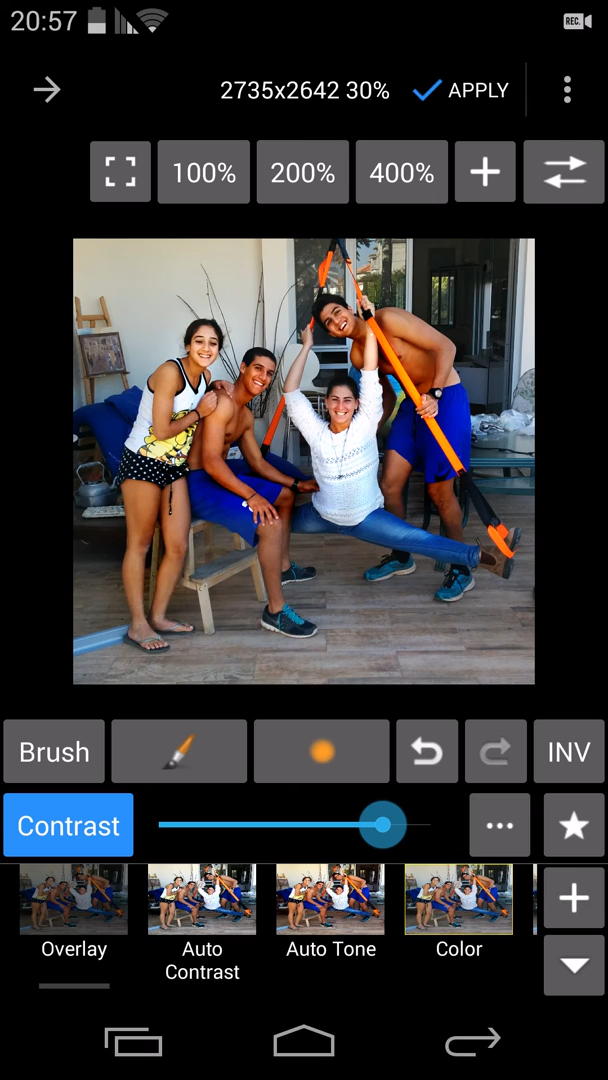 20:57
REC.
2735x2642 30%
APPLY
100%
200%
400%
Brush
INV
Contrast
Overlay
Auto
Contrast
Auto Tone
Color